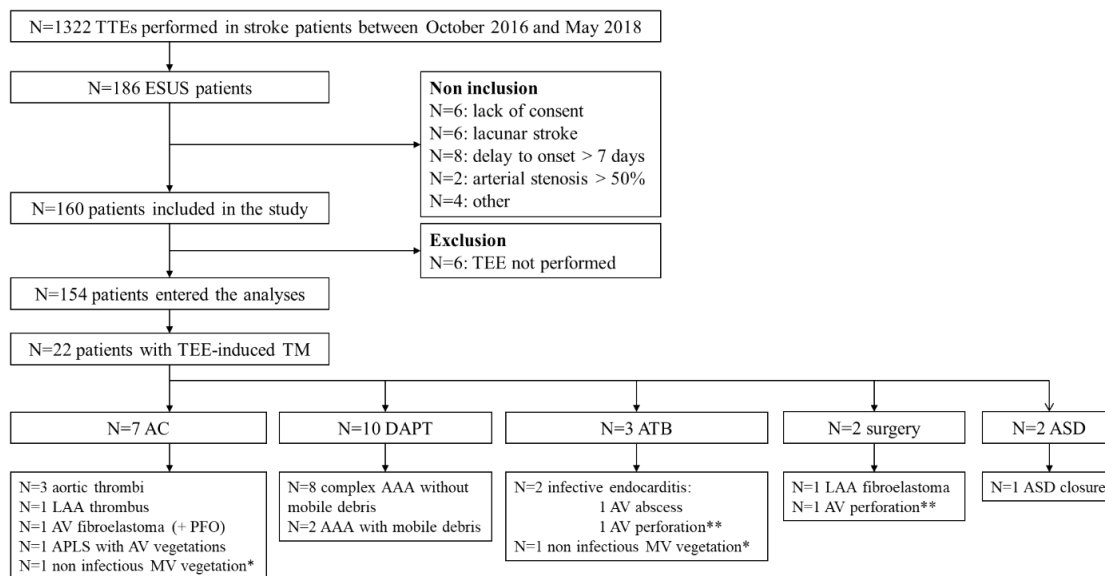 N=1322 TTEs performed in stroke patients between October 2016 and May 2018
N=186 ESUS patients
Non inclusion
N=6: lack of consent
N=6: lacunar stroke
N=8: delay to onset > 7 days
N=2: arterial stenosis > 50%
N=4: other
N=160 patients included in the study
Exclusion
N=6: TEE not performed
N=154 patients entered the analyses
N=22 patients with TEE-induced TM
N=7 AC
N=10 DAPT
N=3 ATB
N=2 surgery
N=2 ASD
N=3 aortic thrombi
N=1 LAA thrombus
N=1 AV fibroelastoma (+ PFO)
N=1 APLS with AV vegetations
N=1 non infectious MV vegetation*
N=8 complex AAA without
mobile debris
N=2 AAA with mobile debris
N=2 infective endocarditis:
1 AV abscess
1 AV perforation**
N=1 non infectious MV vegetation*
N=1 LAA fibroelastoma
N=1 AV perforation**
N=1 ASD closure